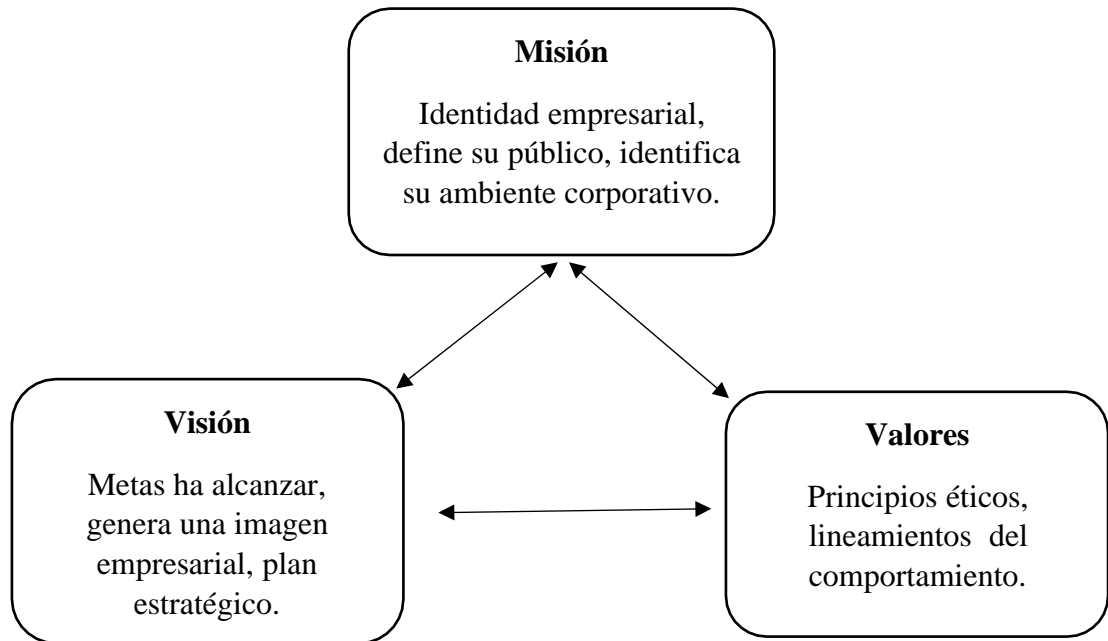 Misión
Identidad empresarial,
define su público, identifica
su ambiente corporativo.
Visión
Metas ha alcanzar,
genera una imagen
empresarial, plan
estratégico.
Valores
Principios éticos,
lineamientos del
comportamiento.